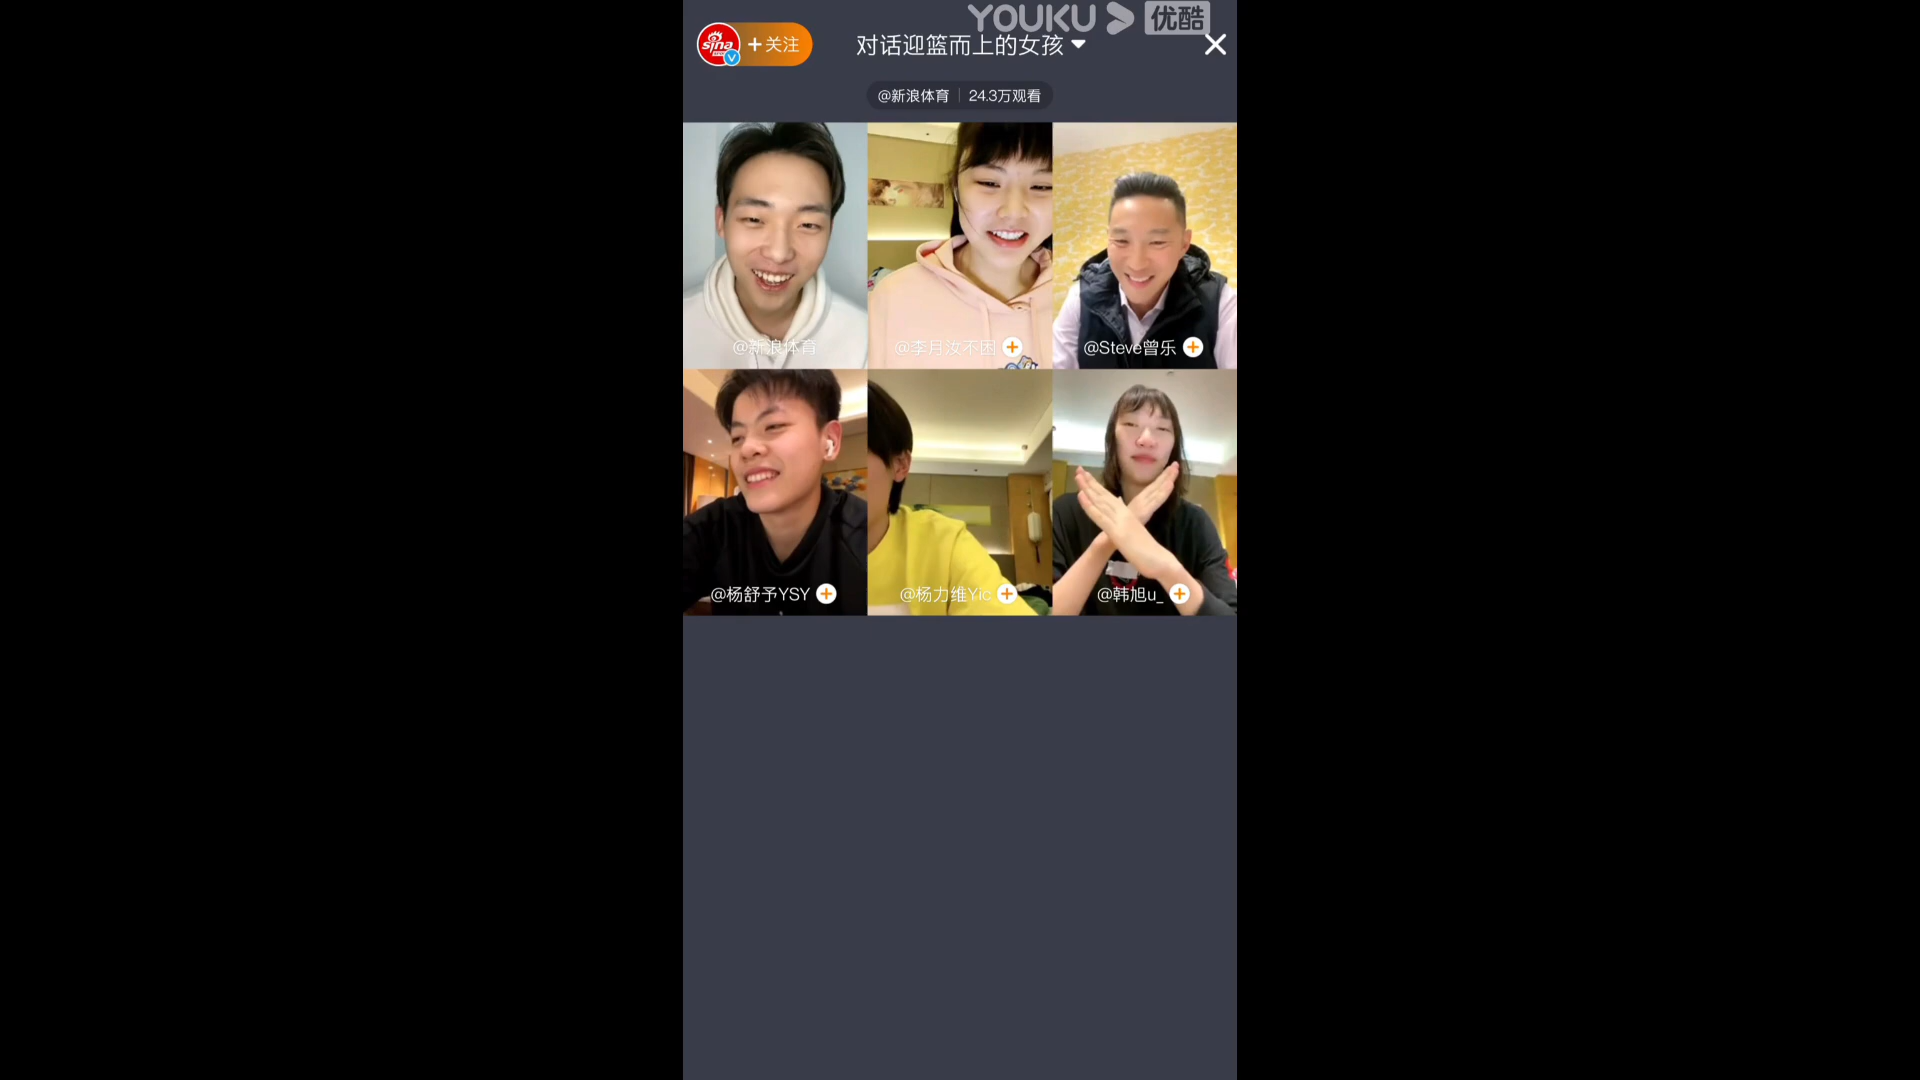 YOUKU 优酷
sina
+关注
对话迎篮而上的女孩
@新浪体育 | 24.3万观看
@新浪体育
@李月汝不困
@Steve曾乐
@杨舒予YSY
@杨力维Yic
@韩旭u_